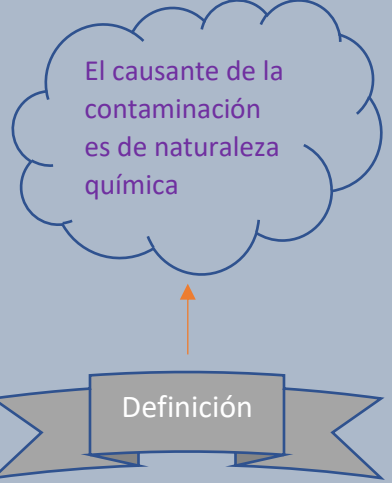 El causante de la
contaminación
es de naturaleza
química
Definición